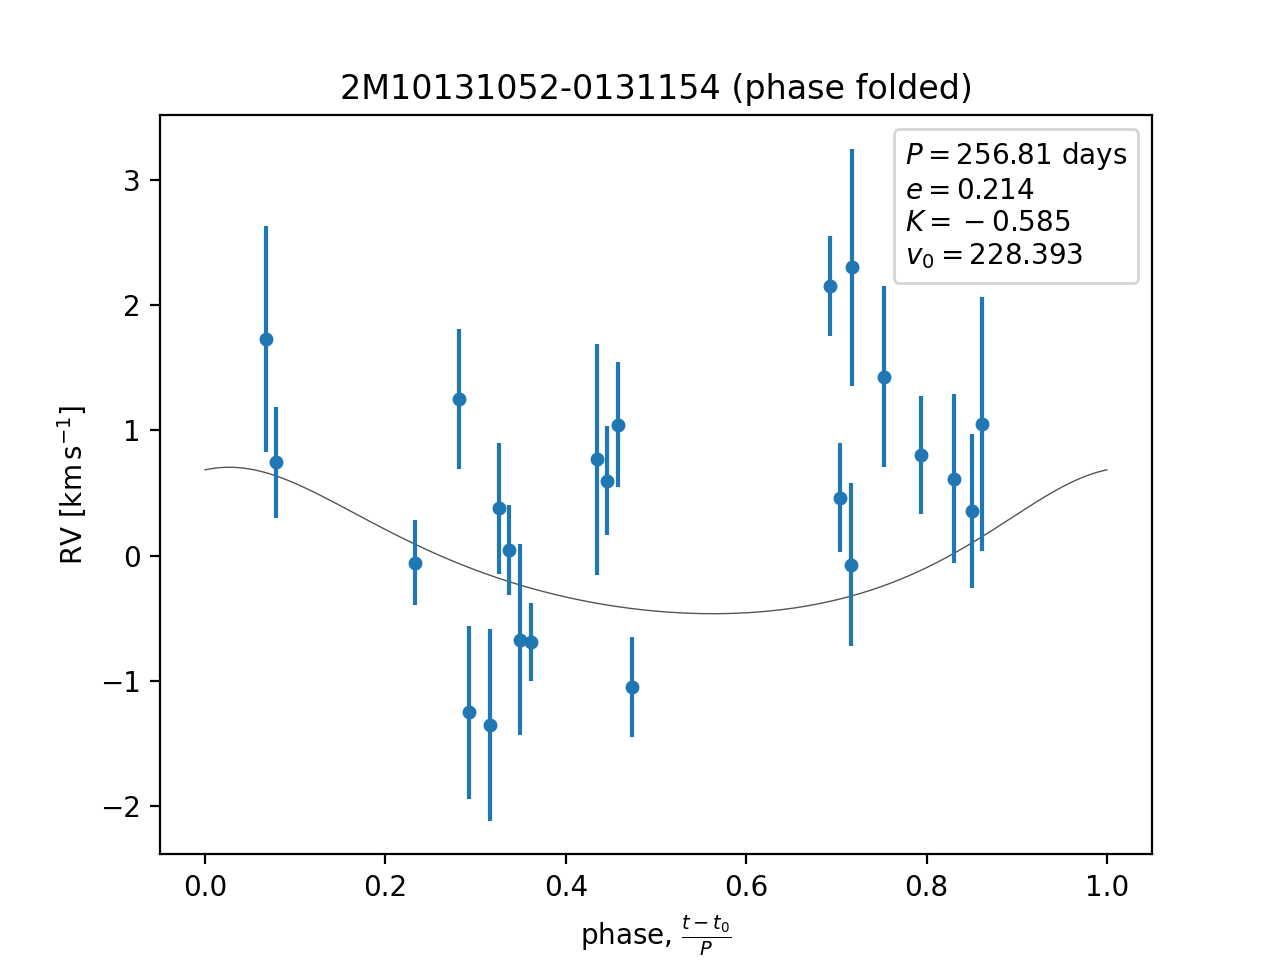 2M10131052-0131154 (phase folded)
P = 256.81 days
e = 0.214
K = −0.585
v₀ = 228.393
3
2
1
0
−1
−2
RV [km s⁻¹]
0.0 0.2 0.4 0.6 0.8 1.0
phase, (t − t₀)/P